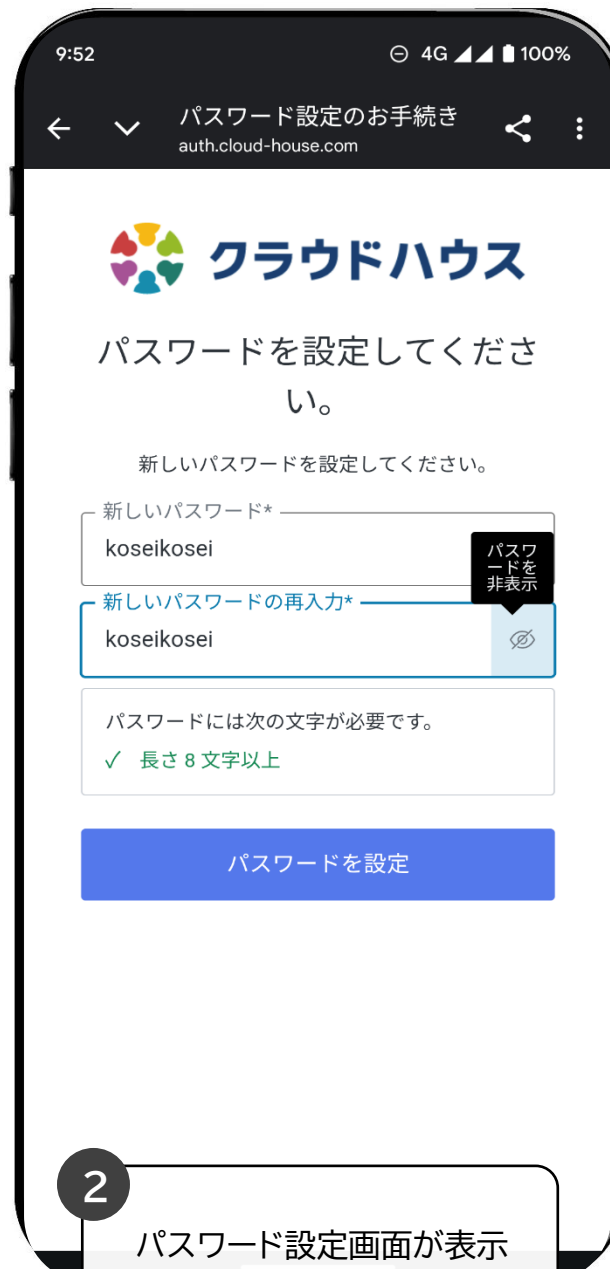 9:52
4G 100%
パスワード設定のお手続き
auth.cloud-house.com
クラウドハウス
パスワードを設定してくださ
い。
新しいパスワードを設定してください。
新しいパスワード*
koseikosei
パスワ
ードを
非表示
新しいパスワードの再入力*
koseikosei
パスワードには次の文字が必要です。
✓ 長さ 8 文字以上
パスワードを設定
2
パスワード設定画面が表示